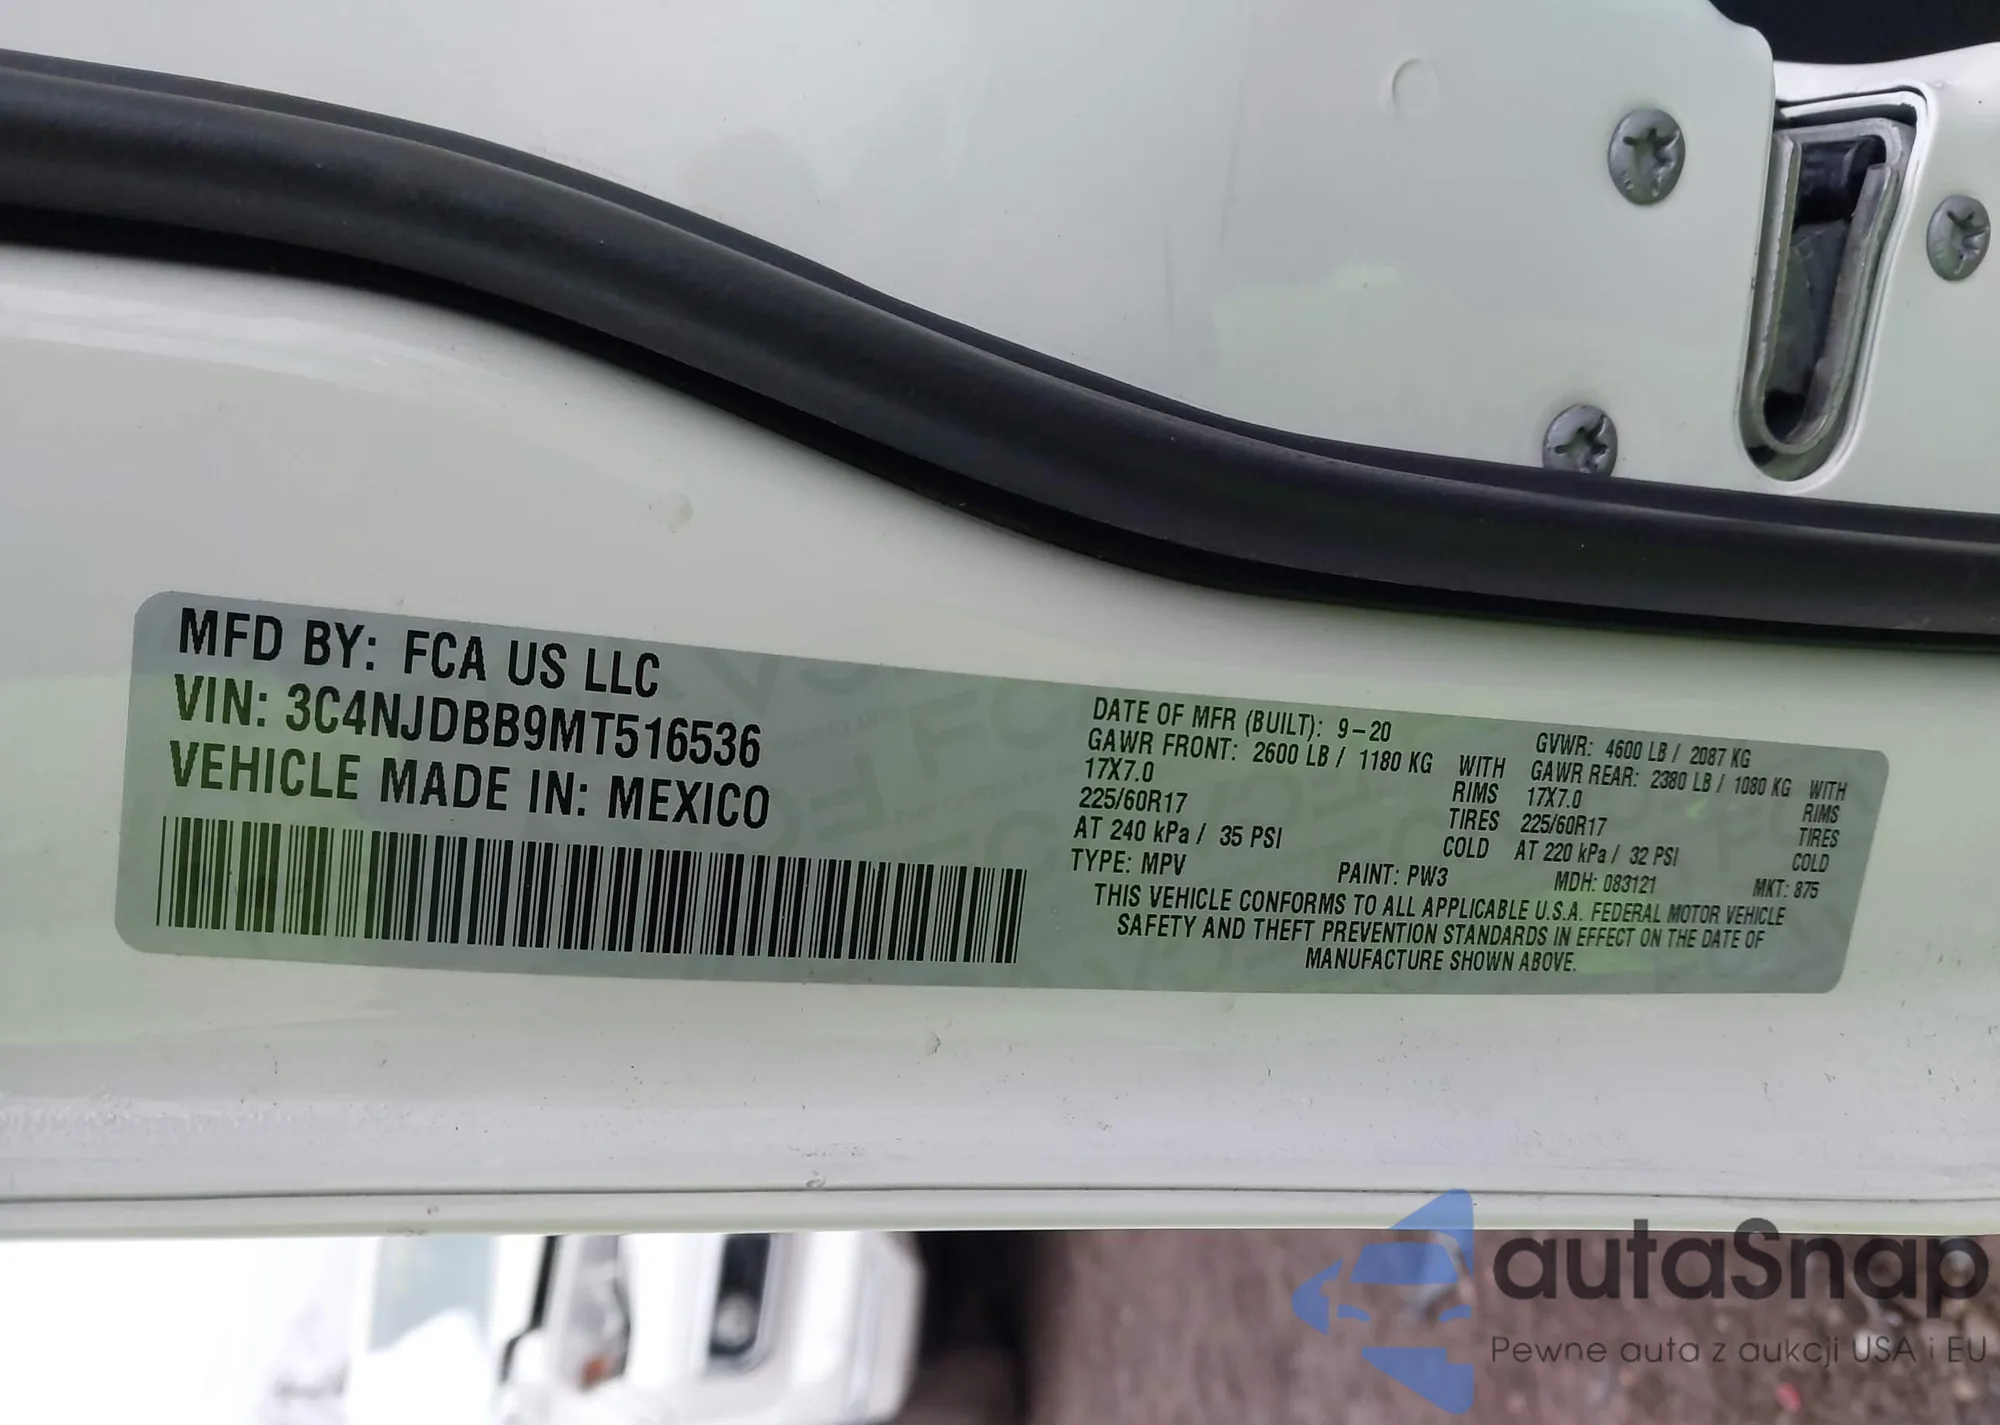 MFD BY: FCA US LLC
VIN: 3C4NJDBB9MT516536
VEHICLE MADE IN: MEXICO
DATE OF MFR (BUILT): 9-20 GVWR: 4600 LB / 2087 KG
GAWR FRONT: 2600 LB / 1180 KG WITH GAWR REAR: 2380 LB / 1080 KG WITH
17X7.0 RIMS 17X7.0 RIMS
225/60R17 TIRES 225/60R17 TIRES
AT 240 kPa / 35 PSI COLD AT 220 kPa / 32 PSI COLD
TYPE: MPV PAINT: PW3 MDH: 083121 MKT: 875
THIS VEHICLE CONFORMS TO ALL APPLICABLE U.S.A. FEDERAL MOTOR VEHICLE
SAFETY AND THEFT PREVENTION STANDARDS IN EFFECT ON THE DATE OF
MANUFACTURE SHOWN ABOVE.
autaSnap
Pewne auta z aukcji USA i EU